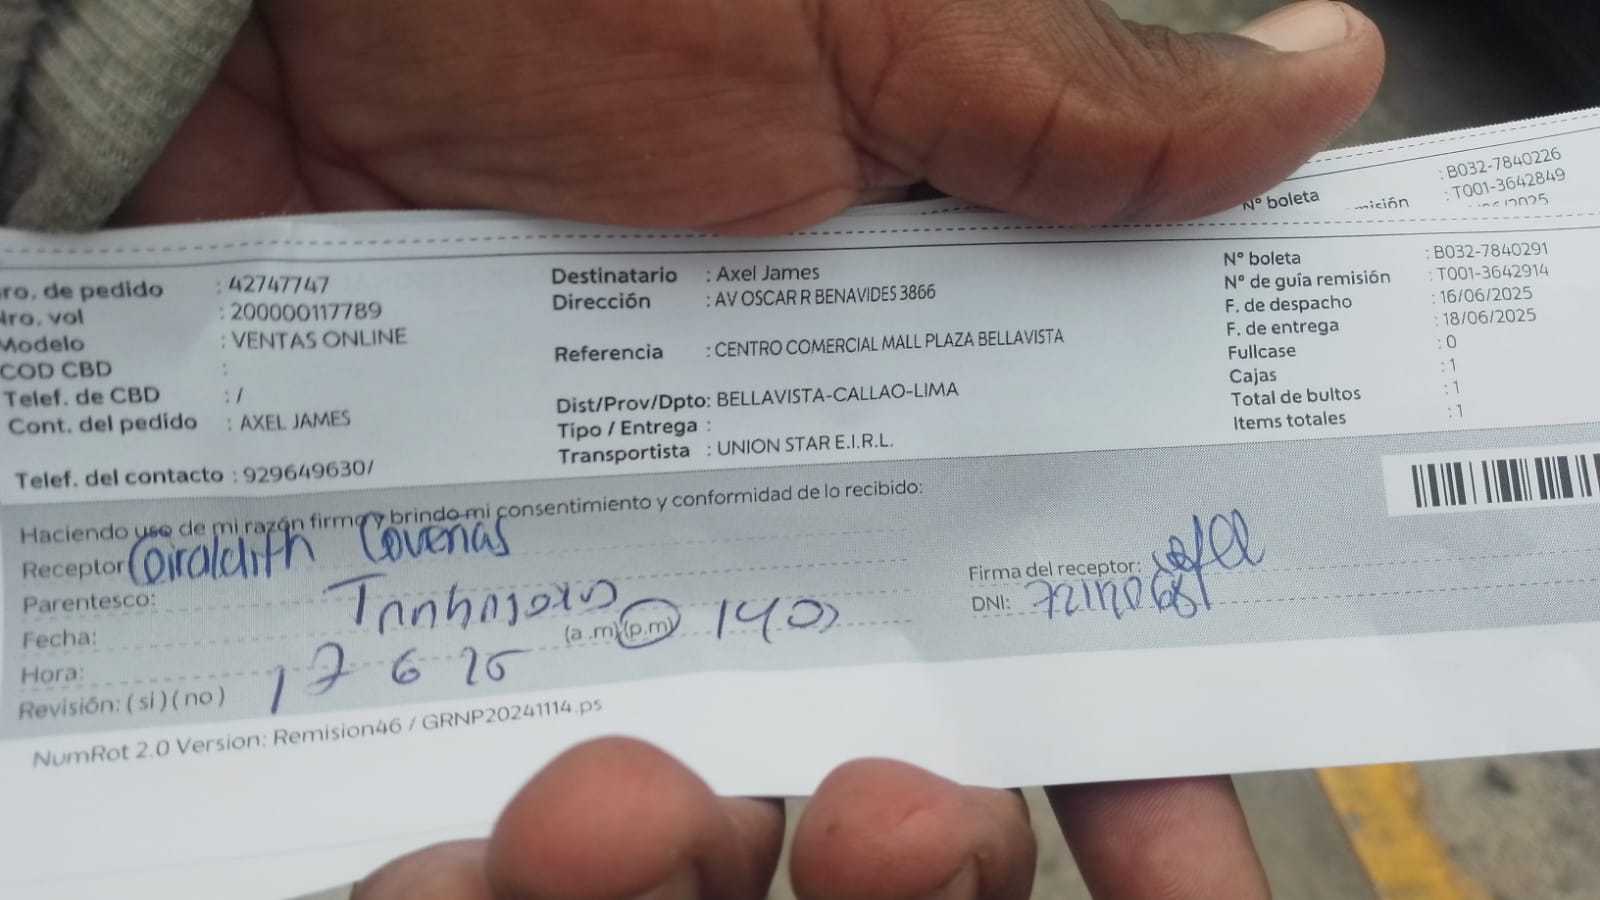 Nº boleta : B032-7840226
misión : T001-3642849
ro. de pedido : 42747747
Nro. vol : 200000117789
Modelo : VENTAS ONLINE
COD CBD :
Telef. de CBD : /
Cont. del pedido : AXEL JAMES
Telef. del contacto : 929649630/
Destinatario : Axel James
Dirección : AV OSCAR R BENAVIDES 3866
Referencia : CENTRO COMERCIAL MALL PLAZA BELLAVISTA
Dist/Prov/Dpto: BELLAVISTA-CALLAO-LIMA
Tipo / Entrega :
Transportista : UNION STAR E.I.R.L.
Nº boleta : B032-7840291
Nº de guía remisión : T001-3642914
F. de despacho : 16/06/2025
F. de entrega : 18/06/2025
Fullcase : 0
Cajas : 1
Total de bultos : 1
Items totales : 1
Haciendo uso de mi razón firmo y brindo mi consentimiento y conformidad de lo recibido:
Receptor
Parentesco:
Fecha: 17 6 25
Hora: (a .m) (p.m)
Revisión: ( si ) ( no )
Firma del receptor:
DNI:
NumRot 2.0 Version: Remision46 / GRNP20241114.ps